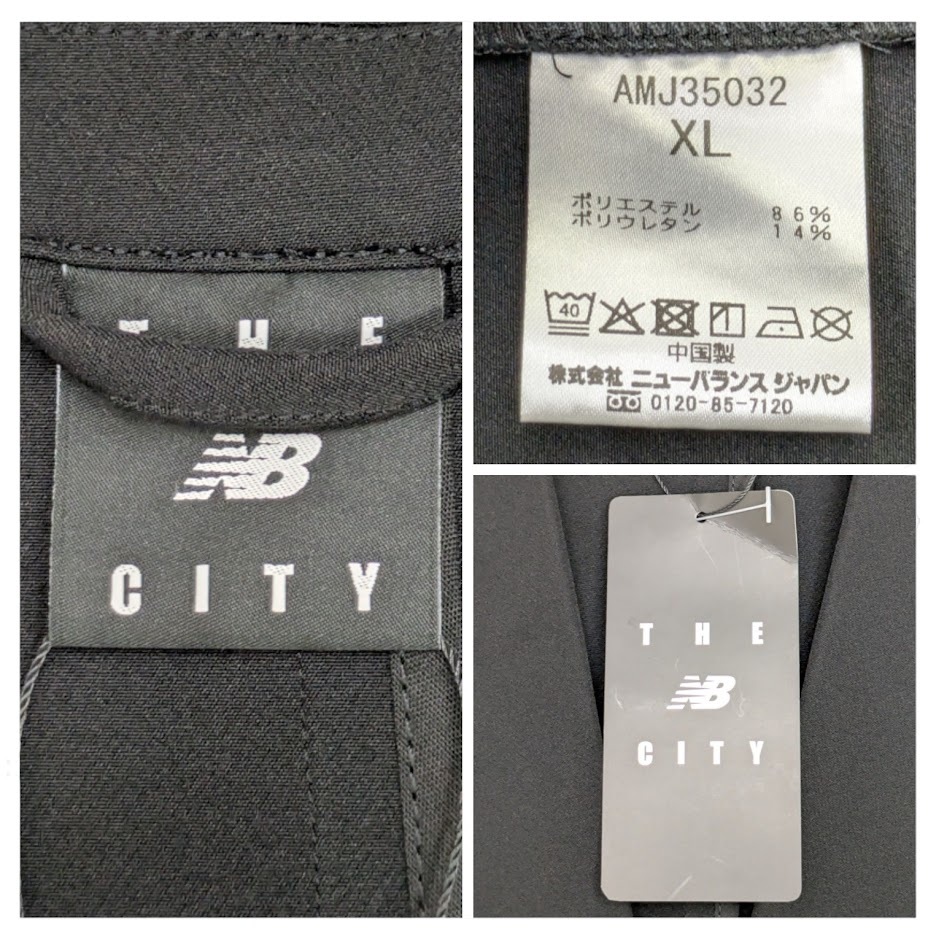 THE
NB
CITY
AMJ35032
XL
ポリエステル 86%
ポリウレタン 14%
40
中国製
株式会社 ニューバランス ジャパン
0120-85-7120
THE
NB
CITY